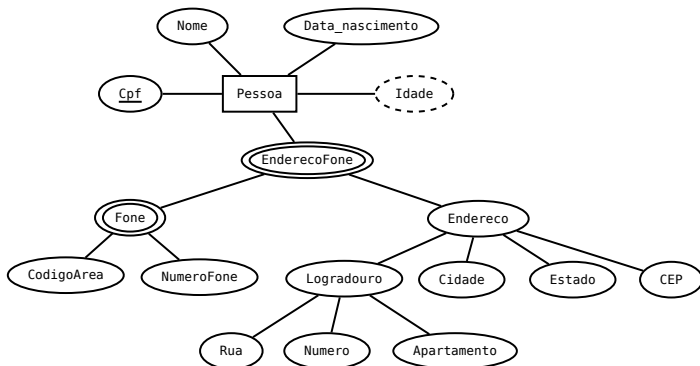 Nome
Data_nascimento
Cpf
Pessoa
Idade
EnderecoFone
Fone
Endereco
CodigoArea
NumeroFone
Logradouro
Cidade
Estado
CEP
Rua
Numero
Apartamento